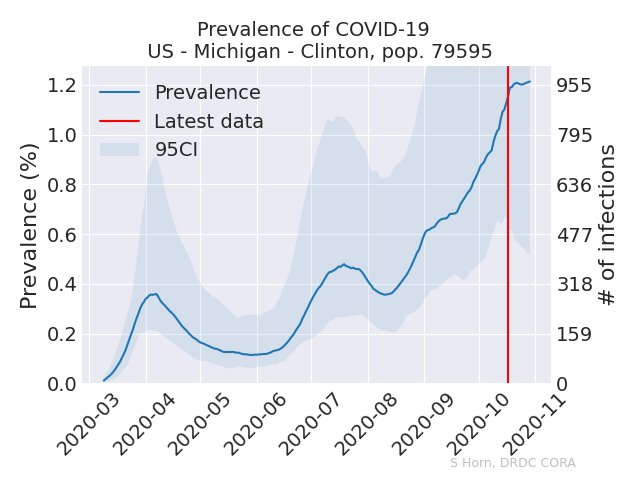 Prevalence of COVID-19
US - Michigan - Clinton, pop. 79595
Prevalence
Latest data
95CI
Prevalence (%)
1.2
1.0
0.8
0.6
0.4
0.2
0.0
955
795
636
477
318
159
0
# of infections
2020-03
2020-04
2020-05
2020-06
2020-07
2020-08
2020-09
2020-10
2020-11
S Horn, DRDC CORA